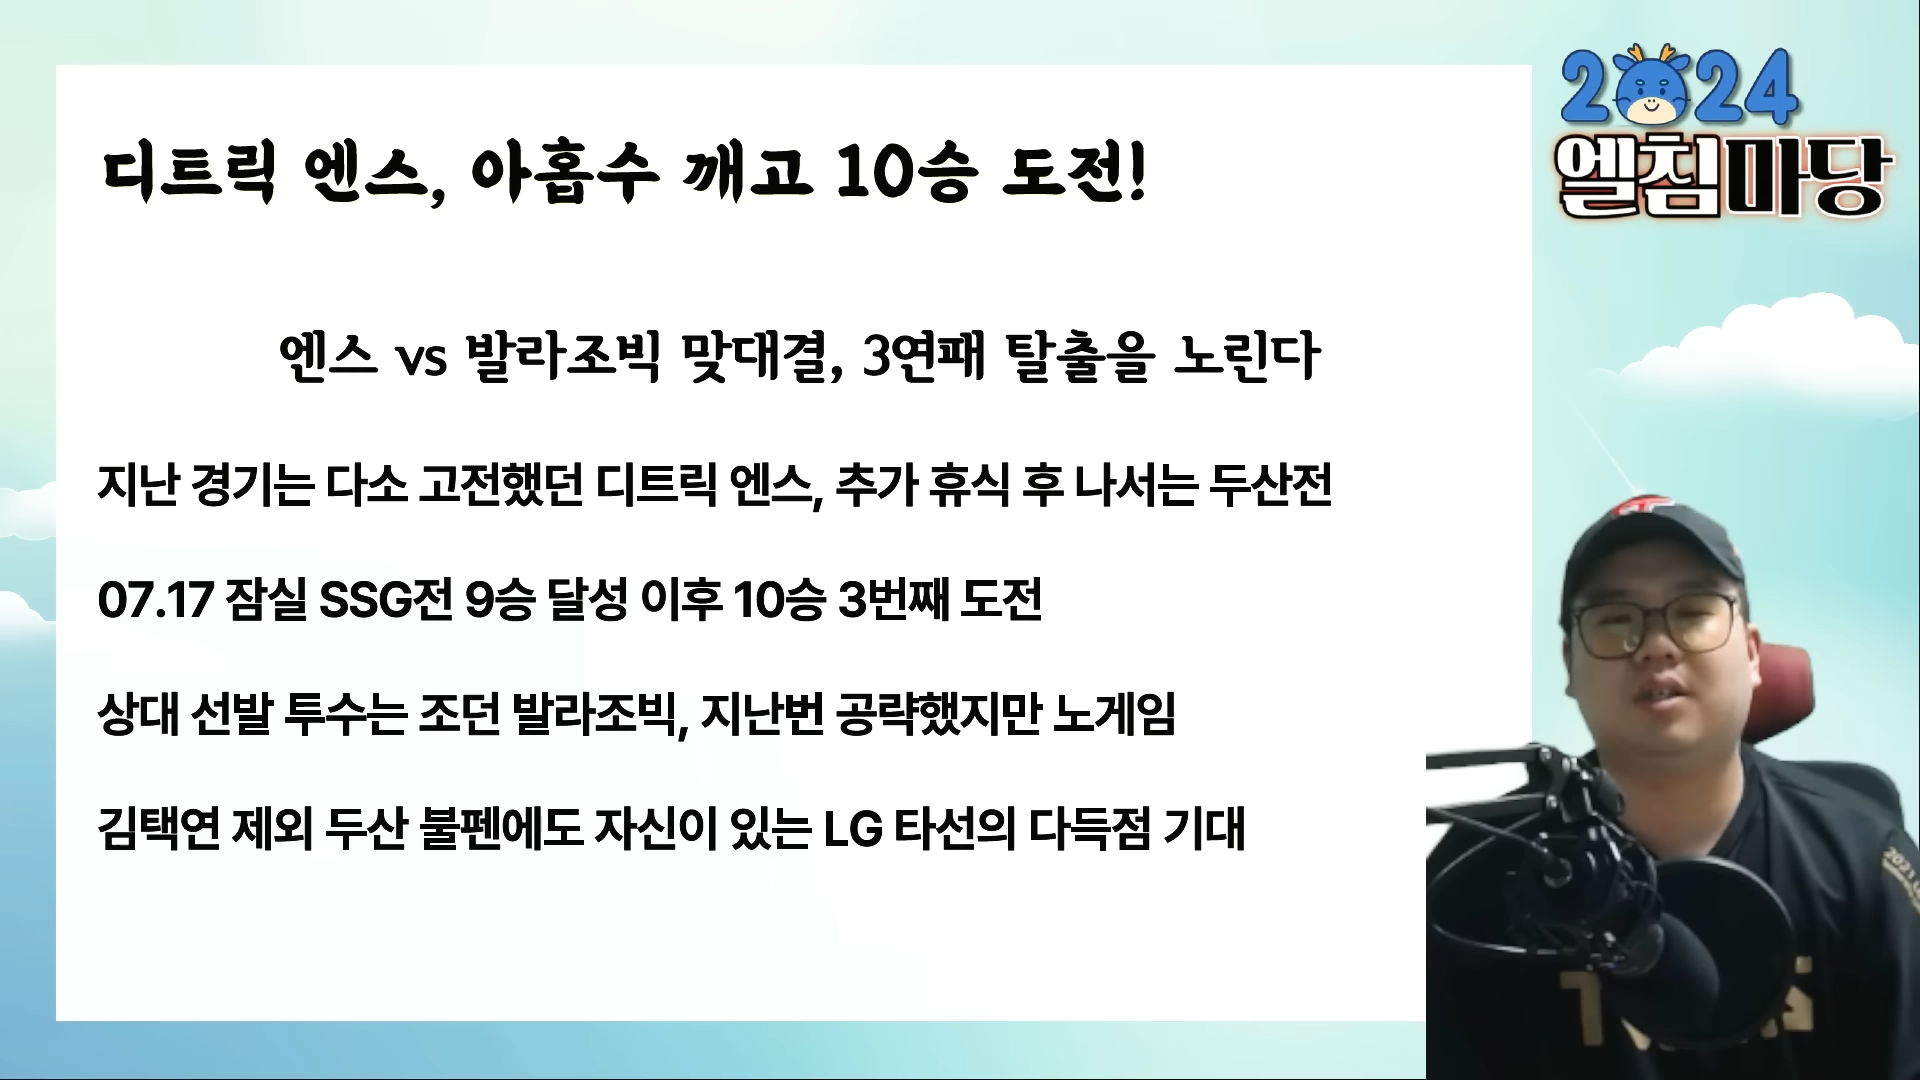 디트릭 엔스, 아홉수 깨고 10승 도전!
2024
엘침마당
엔스 vs 발라조빅 맞대결, 3연패 탈출을 노린다
지난 경기는 다소 고전했던 디트릭 엔스, 추가 휴식 후 나서는 두산전
07.17 잠실 SSG전 9승 달성 이후 10승 3번째 도전
상대 선발 투수는 조던 발라조빅, 지난번 공략했지만 노게임
김택연 제외 두산 불펜에도 자신이 있는 LG 타선의 다득점 기대